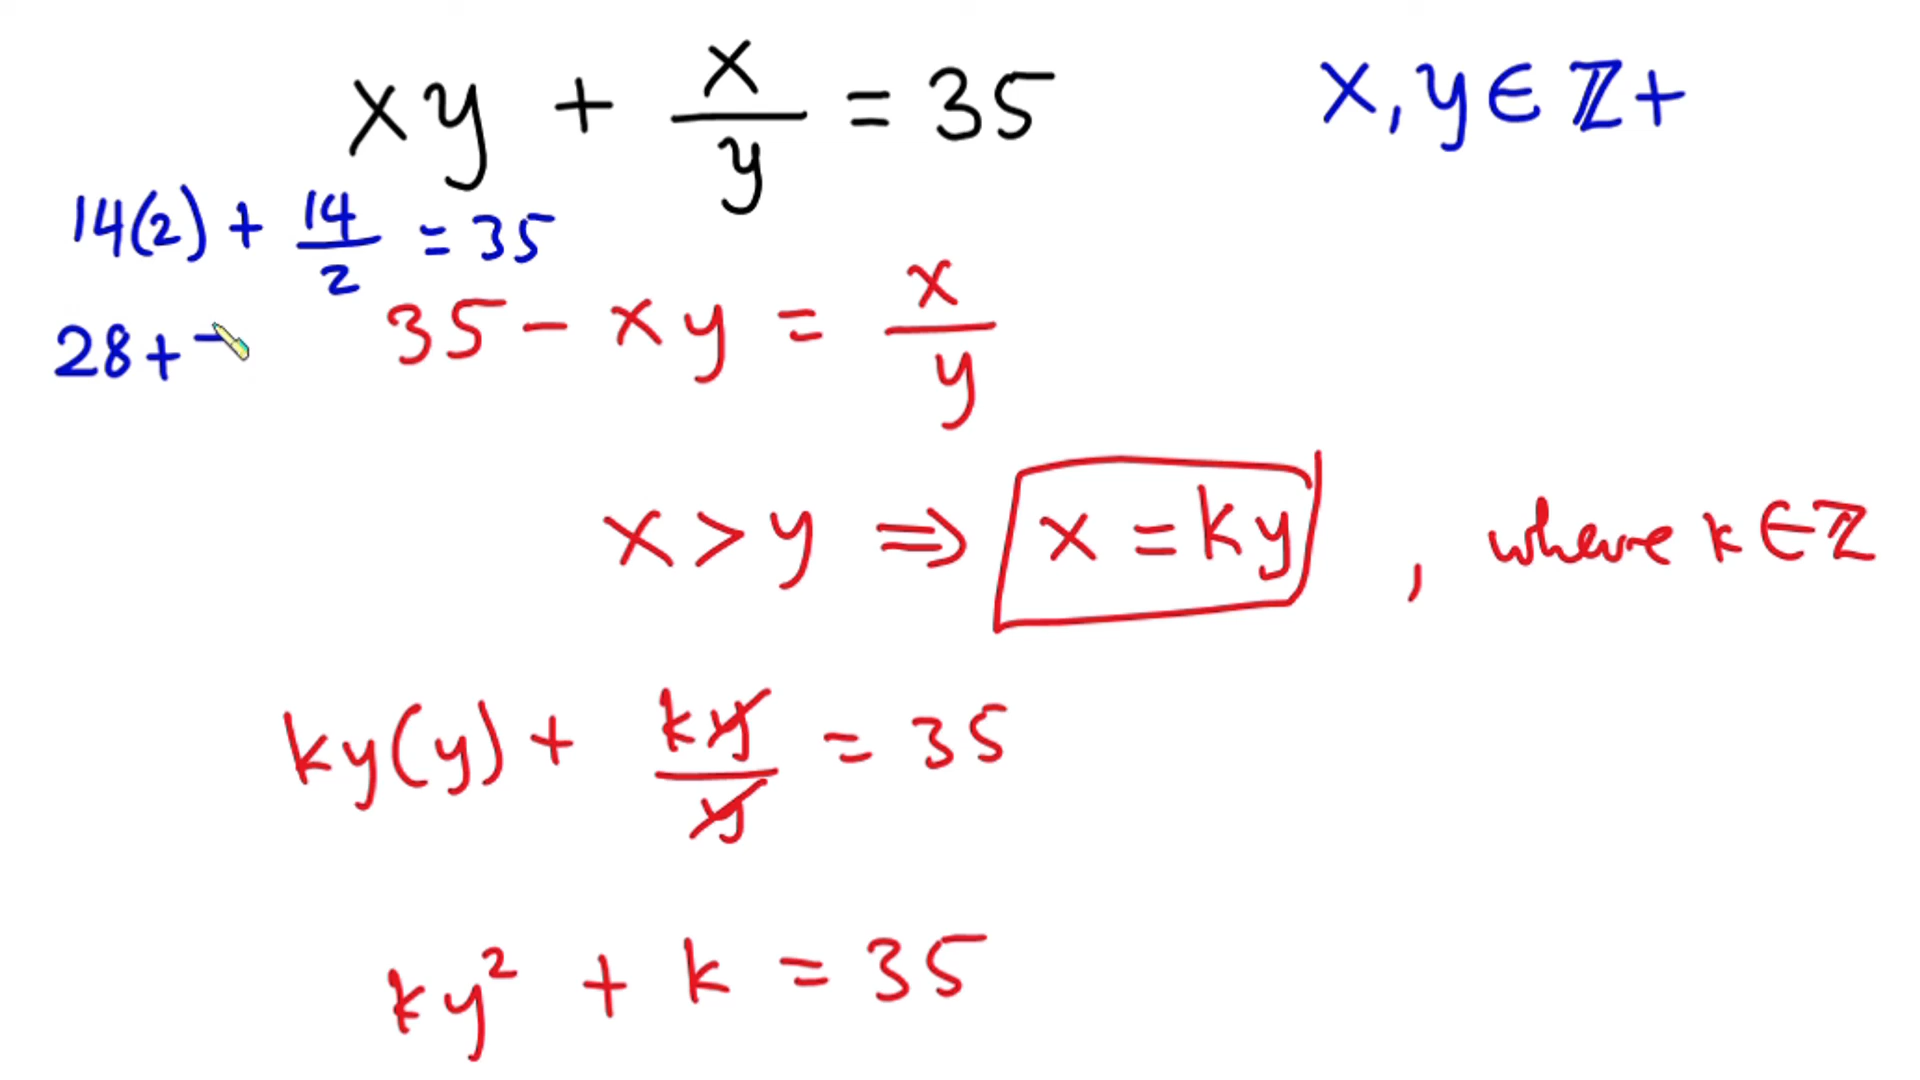 xy + x/y = 35    x, y ∈ ℤ+
14(2) + 14/2 = 35
28 +
35 - xy = x/y
x > y ⇒ x = ky, where k ∈ ℤ
ky(y) + ky/y = 35
ky² + k = 35